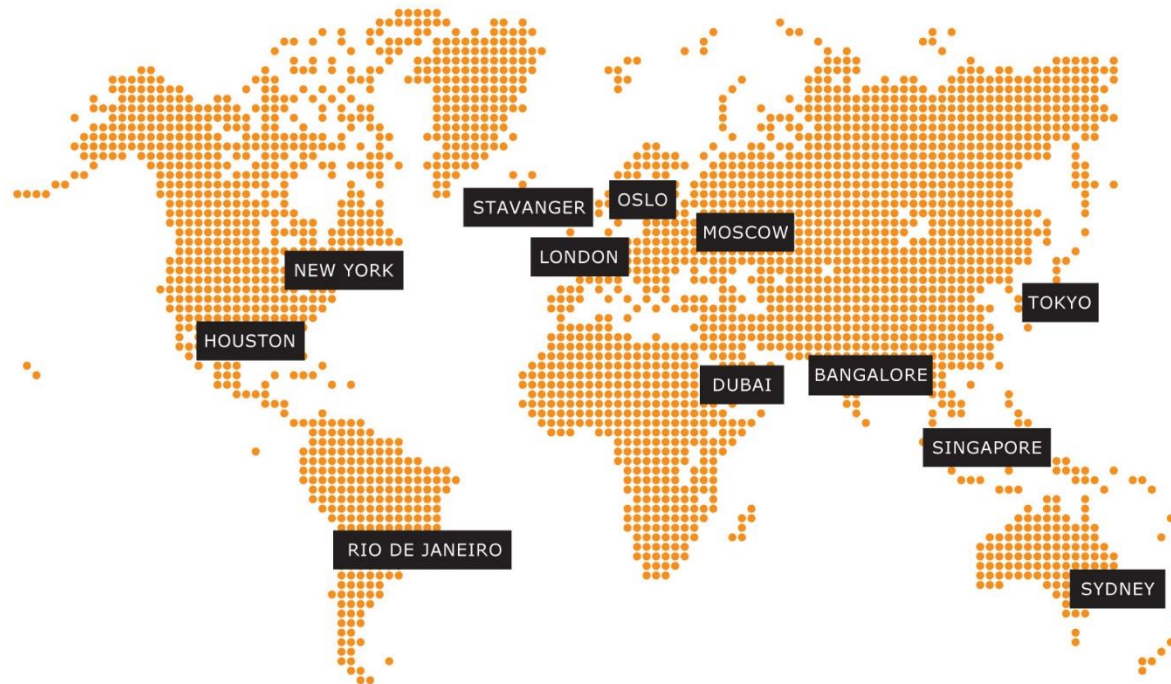 OSLO
STAVANGER
MOSCOW
LONDON
NEW YORK
TOKYO
HOUSTON
BANGALORE
DUBAI
SINGAPORE
RIO DE JANEIRO
SYDNEY